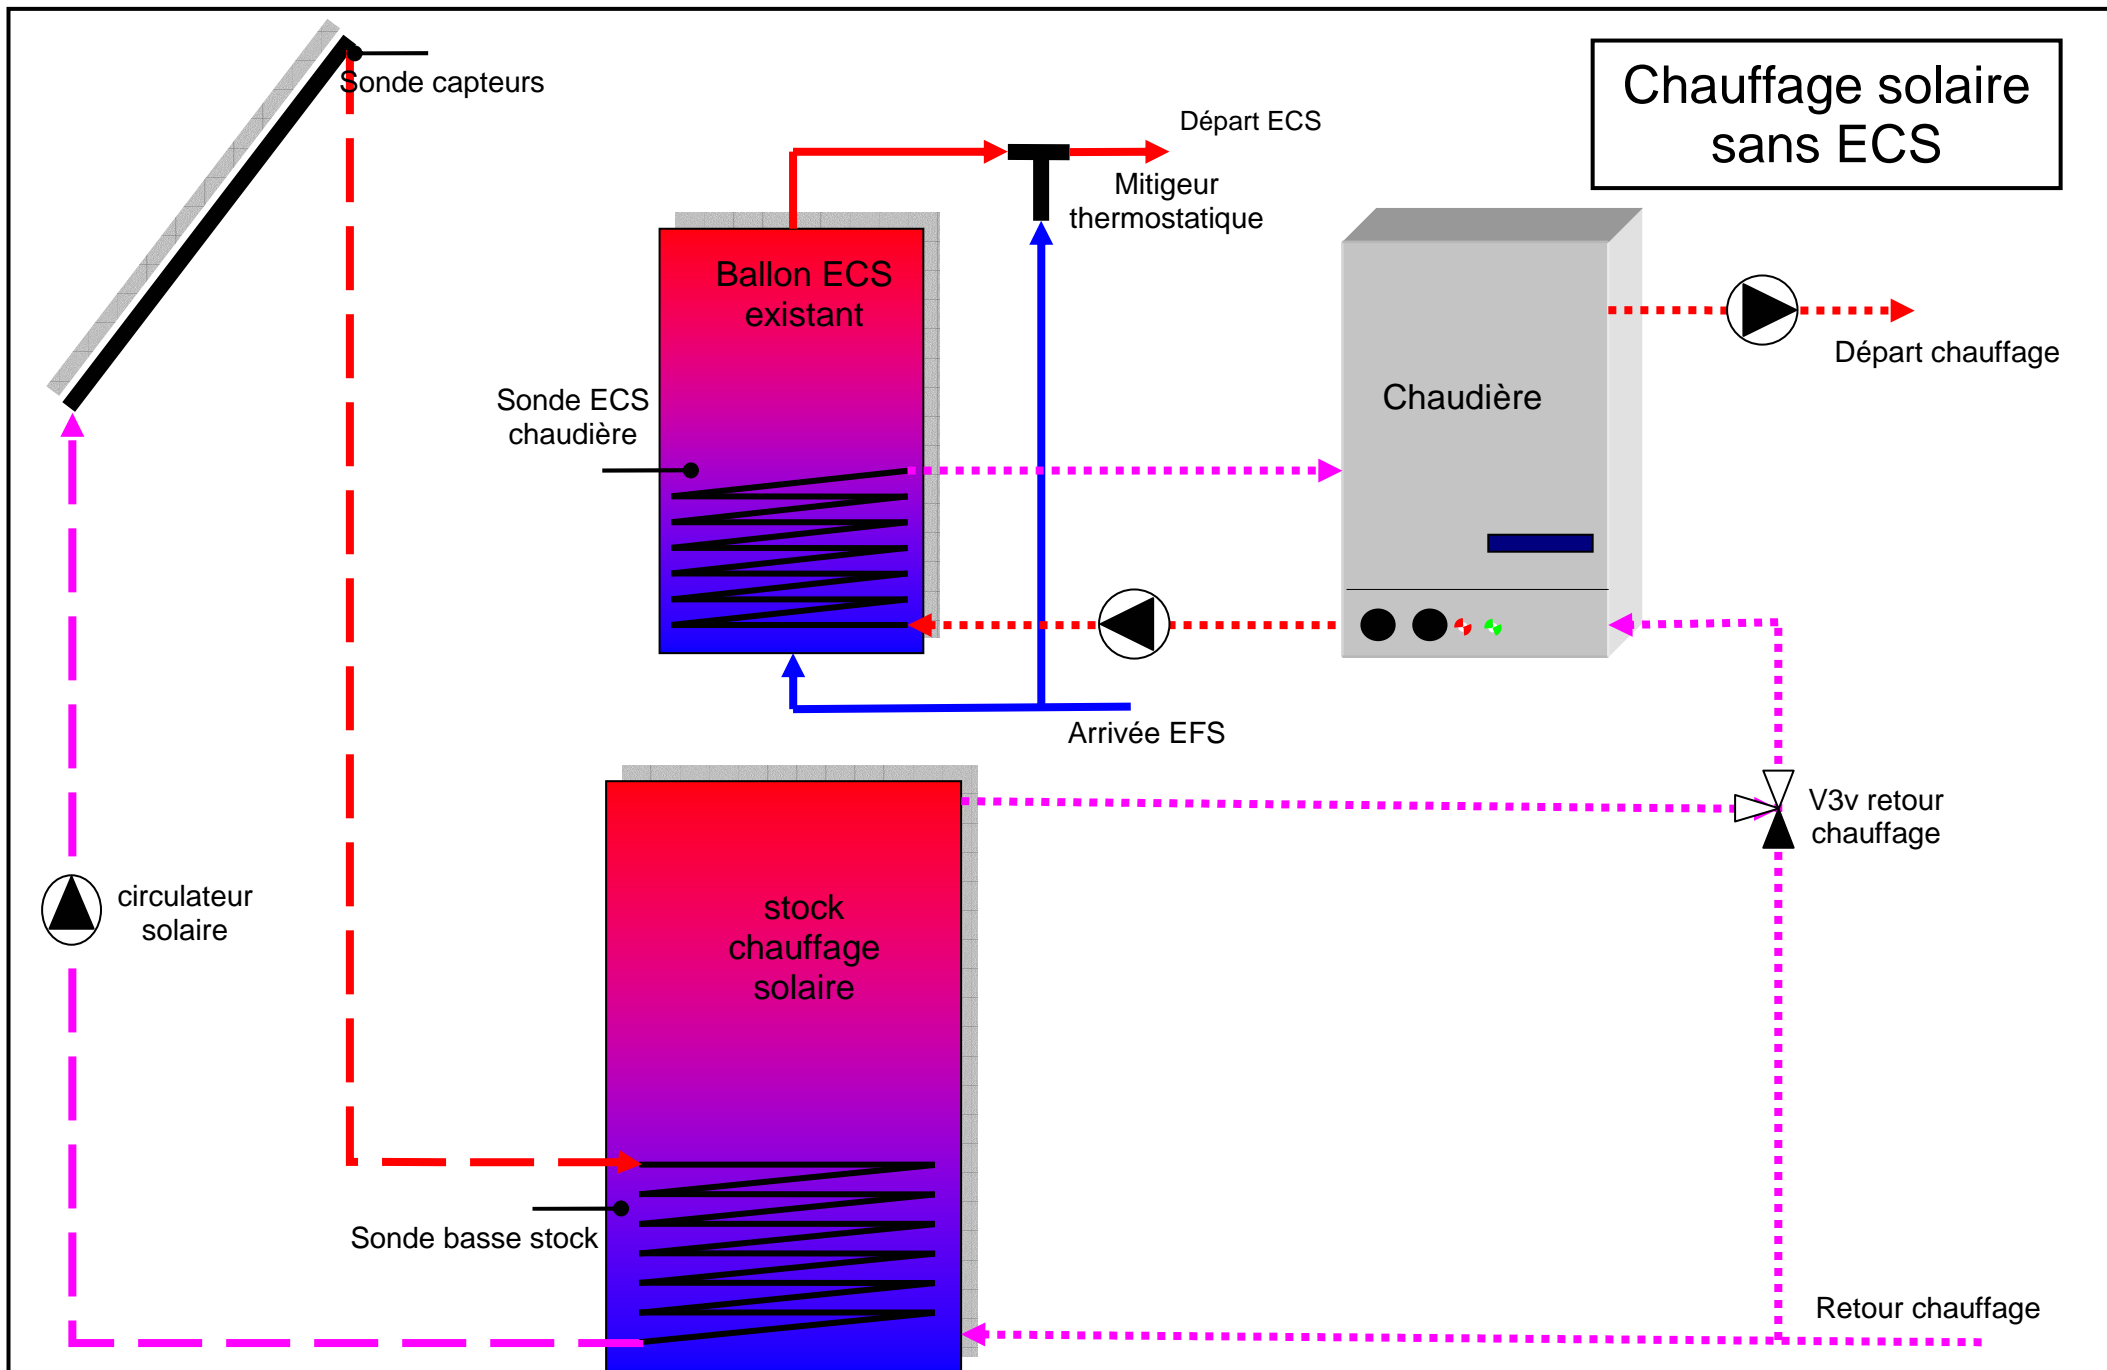 Sonde capteurs
Chauffage solaire
sans ECS
Départ ECS
Mitigeur
thermostatique
Ballon ECS
existant
Départ chauffage
Chaudière
Sonde ECS
chaudière
Arrivée EFS
V3v retour
chauffage
circulateur
solaire
stock
chauffage
solaire
Sonde basse stock
Retour chauffage